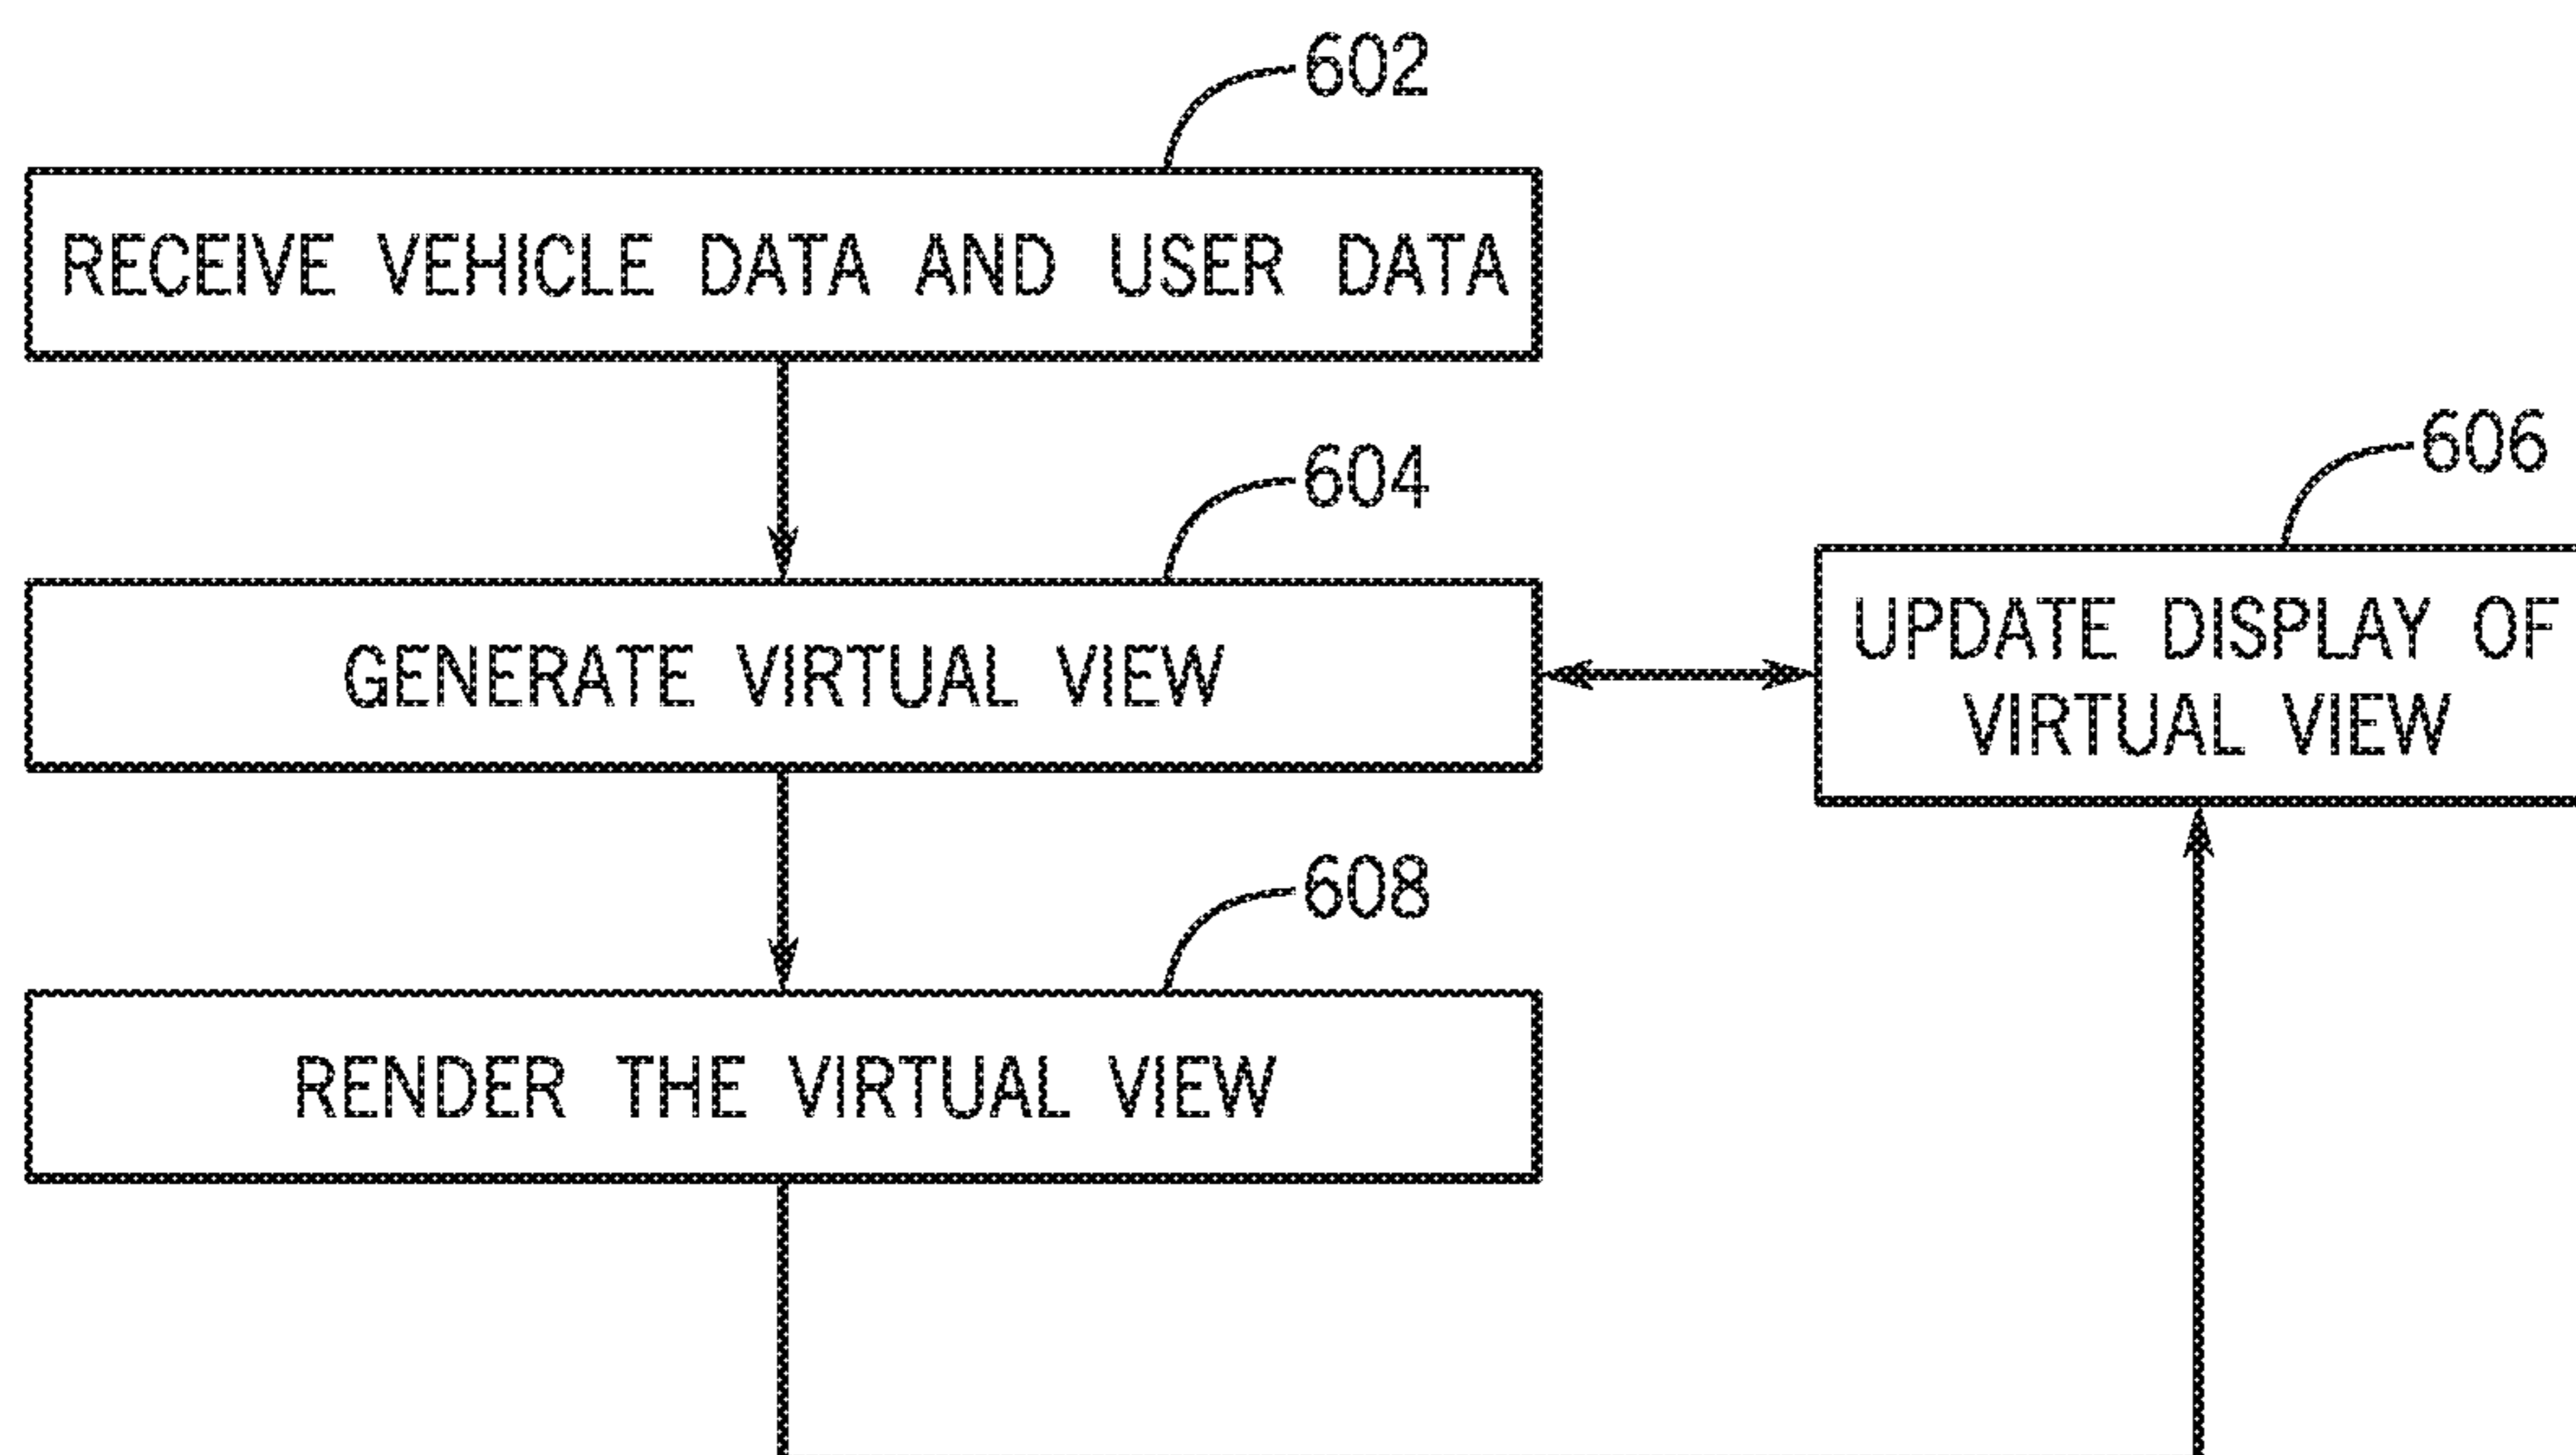 602
RECEIVE VEHICLE DATA AND USER DATA
604
GENERATE VIRTUAL VIEW
606
UPDATE DISPLAY OF
VIRTUAL VIEW
608
RENDER THE VIRTUAL VIEW